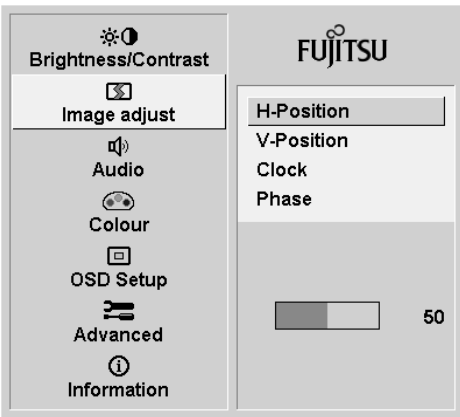 Brightness/Contrast
Image adjust
Audio
Colour
OSD Setup
Advanced
Information
FUJITSU
H-Position
V-Position
Clock
Phase
50